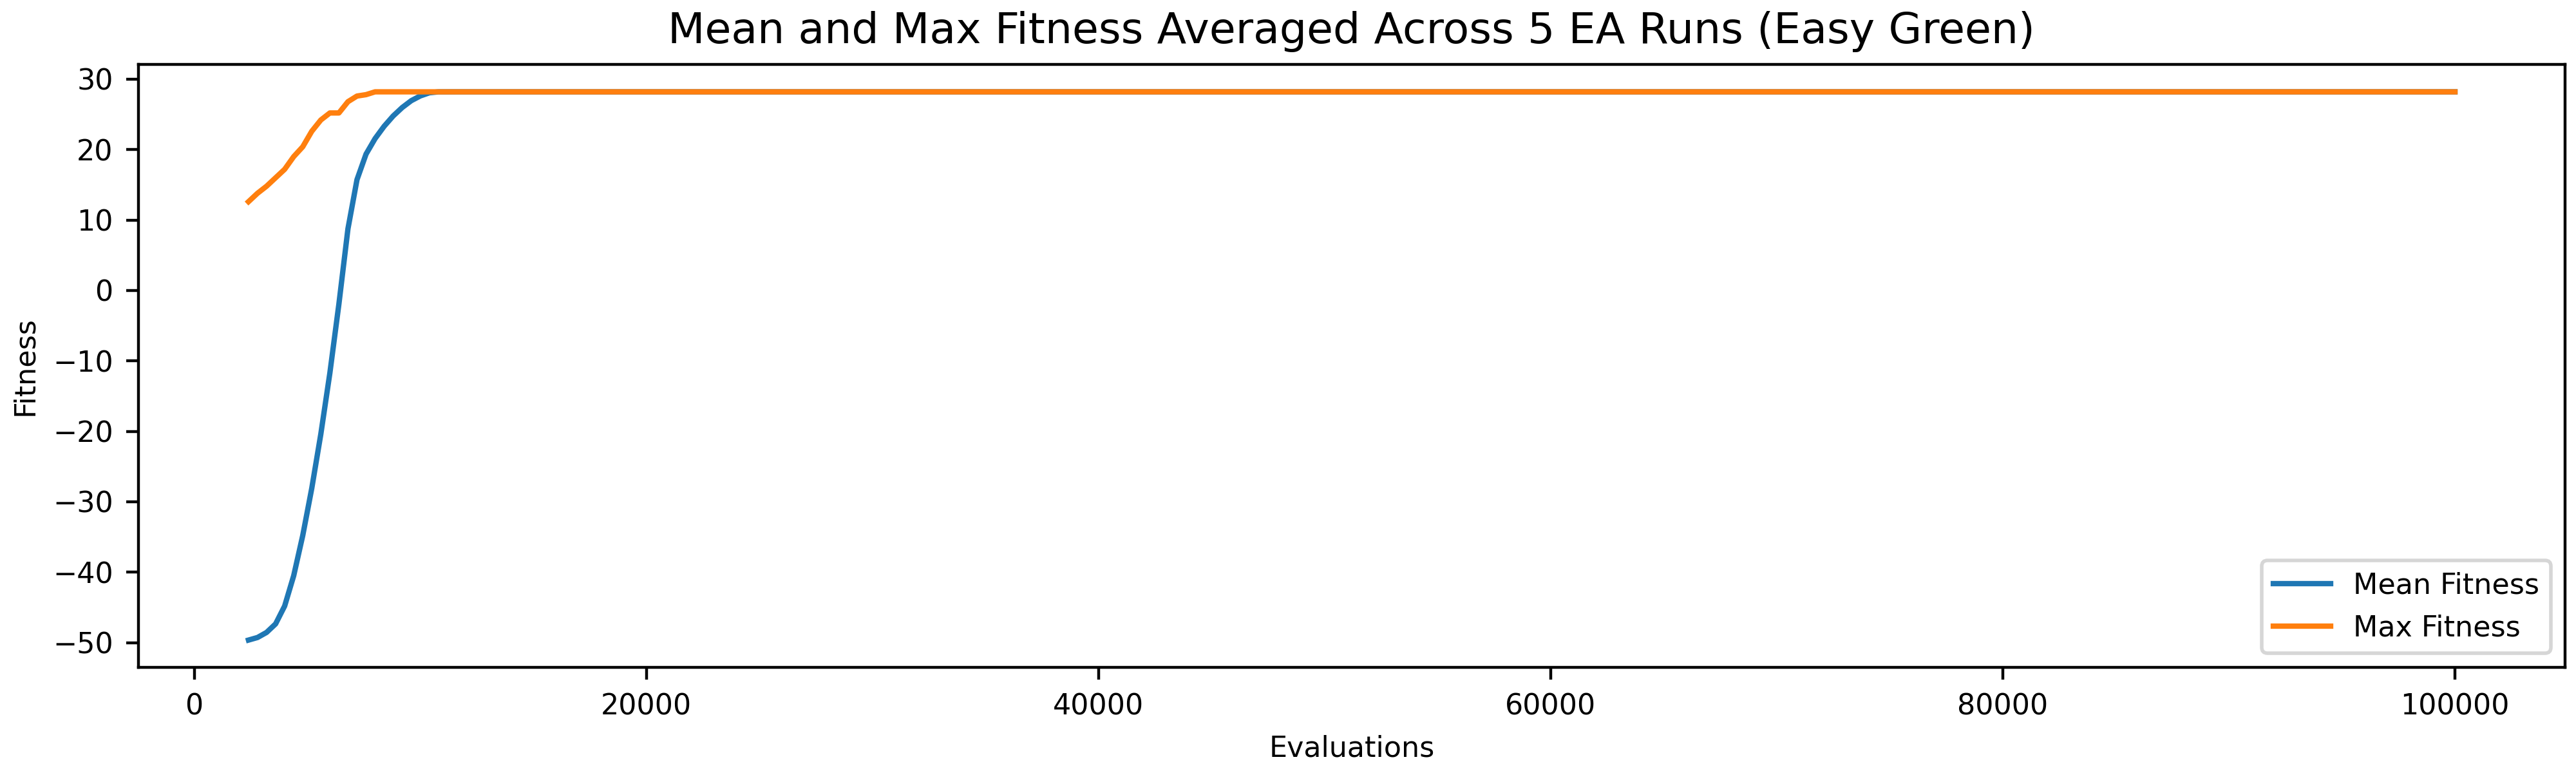 Mean and Max Fitness Averaged Across 5 EA Runs (Easy Green)
30
20
10
0
−10
−20
−30
−40
−50
Fitness
Mean Fitness
Max Fitness
0 20000 40000 60000 80000 100000
Evaluations